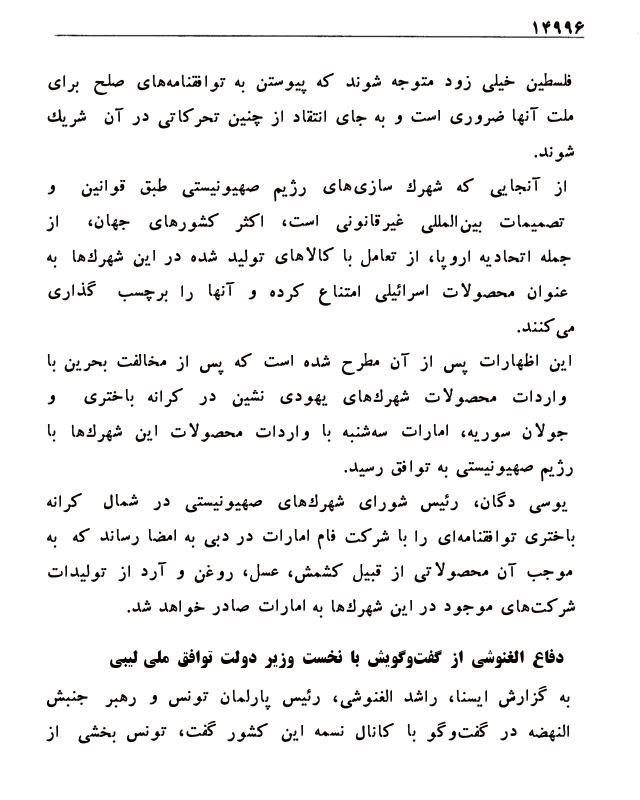 ۱۴۹۹۶
فلسطین خیلی زود متوجه شوند که پیوستن به توافقنامه‌های صلح برای
ملت آنها ضروری است و به جای انتقاد از چنین تحرکاتی در آن شریك
شوند.
از آنجایی که شهرك سازی‌های رژیم صهیونیستی طبق قوانین و
تصمیمات بین‌المللی غیرقانونی است، اکثر کشورهای جهان، از
جمله اتحادیه اروپا، از تعامل با کالاهای تولید شده در این شهرك‌ها به
عنوان محصولات اسرائیلی امتناع کرده و آنها را برچسب گذاری
می‌کنند.
این اظهارات پس از آن مطرح شده است که پس از مخالفت بحرین با
واردات محصولات شهرك‌های یهودی نشین در کرانه باختری و
جولان سوریه، امارات سه‌شنبه با واردات محصولات این شهرك‌ها با
رژیم صهیونیستی به توافق رسید.
یوسی دگان، رئیس شورای شهرك‌های صهیونیستی در شمال کرانه
باختری توافقنامه‌ای را با شرکت فام امارات در دبی به امضا رساند که به
موجب آن محصولاتی از قبیل کشمش، عسل، روغن و آرد از تولیدات
شرکت‌های موجود در این شهرك‌ها به امارات صادر خواهد شد.
دفاع الغنوشی از گفت‌وگویش با نخست وزیر دولت توافق ملی لیبی
به گزارش ایسنا، راشد الغنوشی، رئیس پارلمان تونس و رهبر جنبش
النهضه در گفت‌وگو با کانال نسمه این کشور گفت، تونس بخشی از